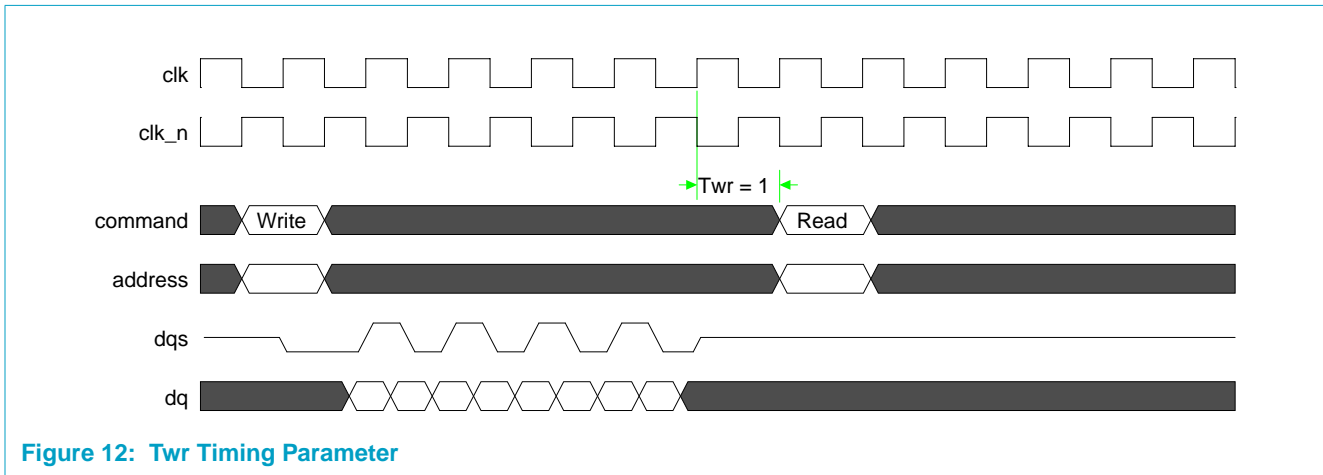 clk
clk_n
Twr = 1
command
Write
Read
address
dqs
dq
Figure 12: Twr Timing Parameter